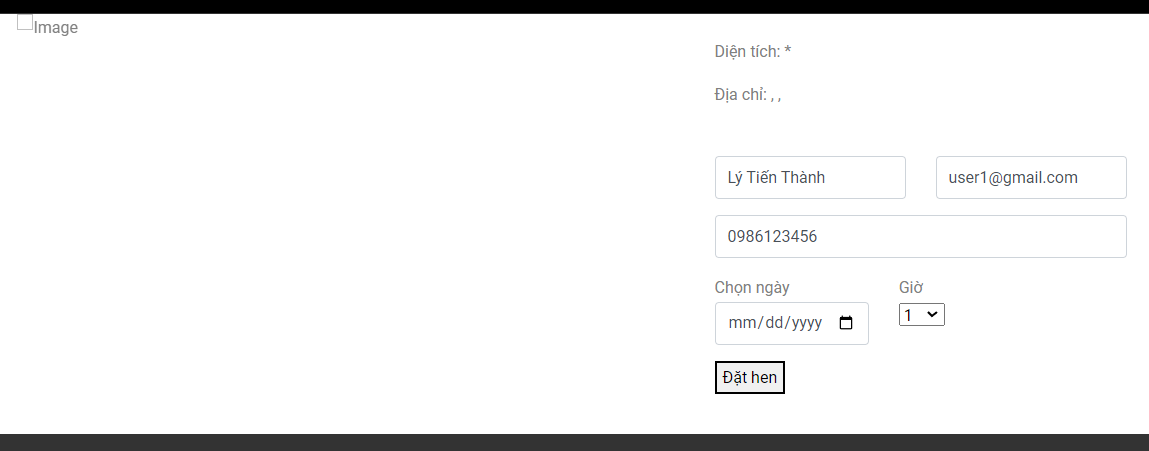 Image
Diện tích: *
Địa chỉ: , ,
Lý Tiến Thành
user1@gmail.com
0986123456
Chọn ngày
Giờ
mm/dd/yyyy
1
Đặt hen